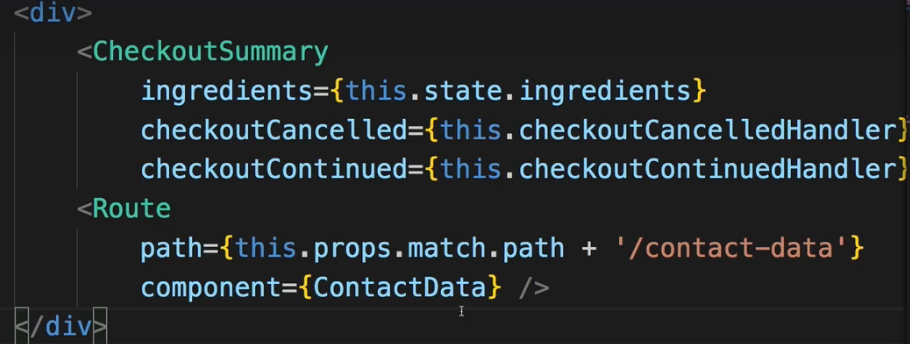 <div>
<CheckoutSummary
ingredients={this.state.ingredients}
checkoutCancelled={this.checkoutCancelledHandler}
checkoutContinued={this.checkoutContinuedHandler}
<Route
path={this.props.match.path + '/contact-data'}
component={ContactData} />
</div>